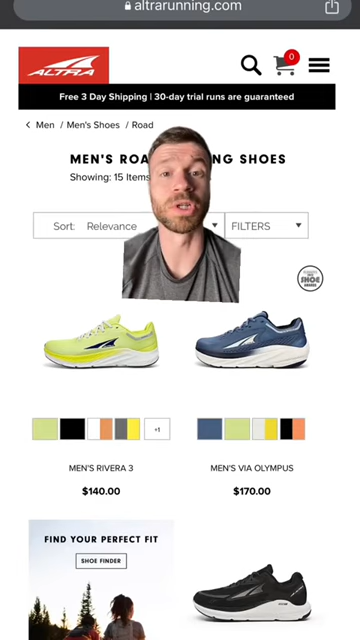 altrarunning.com
0
ALTRA
Free 3 Day Shipping | 30-day trial runs are guaranteed
Men / Men's Shoes / Road
MEN'S ROA NG SHOES
Showing: 15 Items
Sort: Relevance
FILTERS
SHOE
+1
MEN'S RIVERA 3
$140.00
MEN'S VIA OLYMPUS
$170.00
FIND YOUR PERFECT FIT
SHOE FINDER